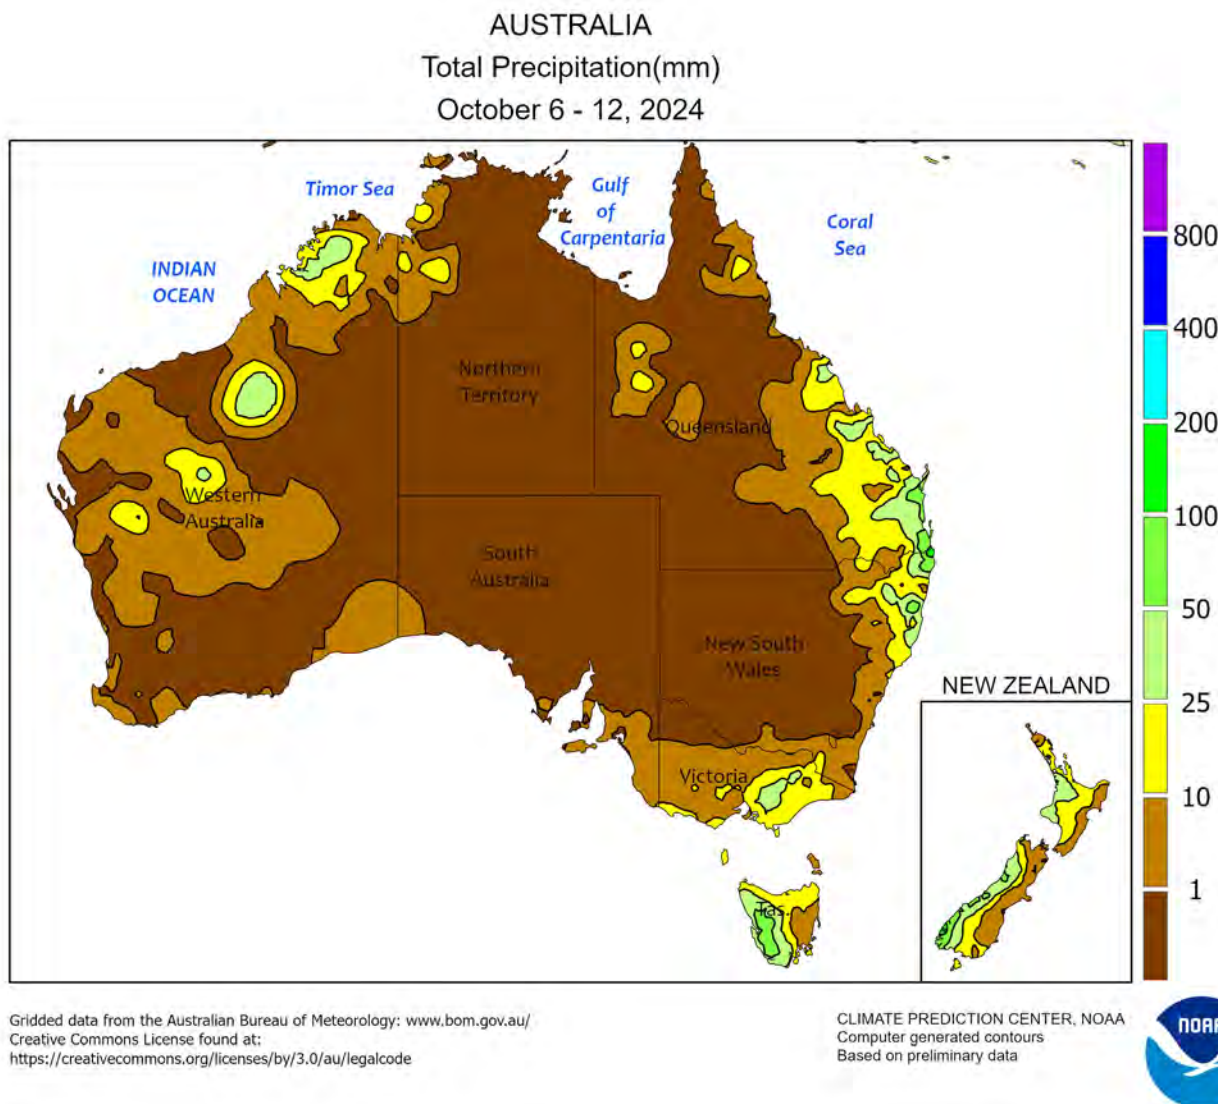 AUSTRALIA
Total Precipitation(mm)
October 6 - 12, 2024
Timor Sea
Gulf
of
Carpentaria
Coral
Sea
INDIAN
OCEAN
Northern
Territory
Queensland
Western
Australia
South
Australia
New South
Wales
Victoria
Tas.
NEW ZEALAND
800
400
200
100
50
25
10
1
Gridded data from the Australian Bureau of Meteorology: www.bom.gov.au/
Creative Commons License found at:
https://creativecommons.org/licenses/by/3.0/au/legalcode
CLIMATE PREDICTION CENTER, NOAA
Computer generated contours
Based on preliminary data
NOAA